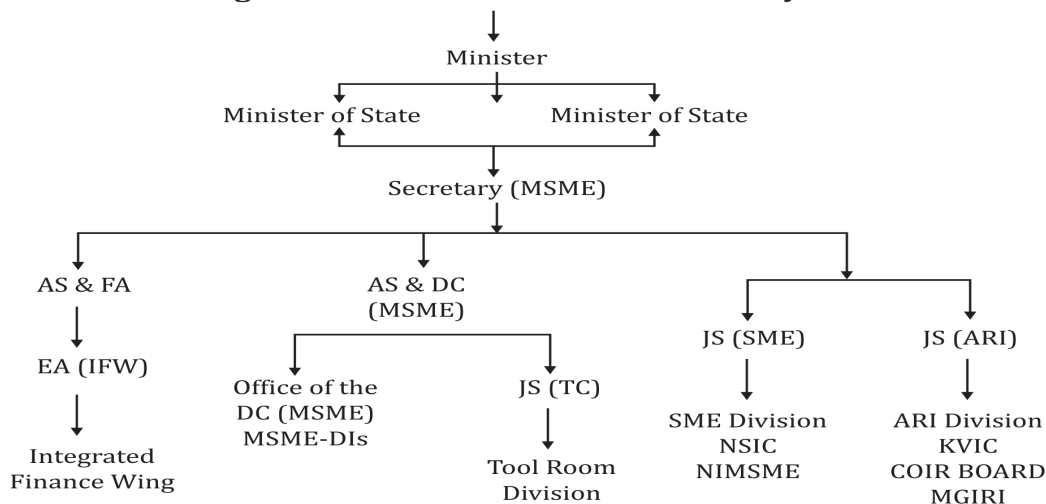 Minister
Minister of State
Minister of State
Secretary (MSME)
AS & FA
AS & DC
(MSME)
JS (SME)
JS (ARI)
EA (IFW)
Office of the
DC (MSME)
MSME-DIs
JS (TC)
SME Division
NSIC
NIMSME
ARI Division
KVIC
COIR BOARD
MGIRI
Integrated
Finance Wing
Tool Room
Division